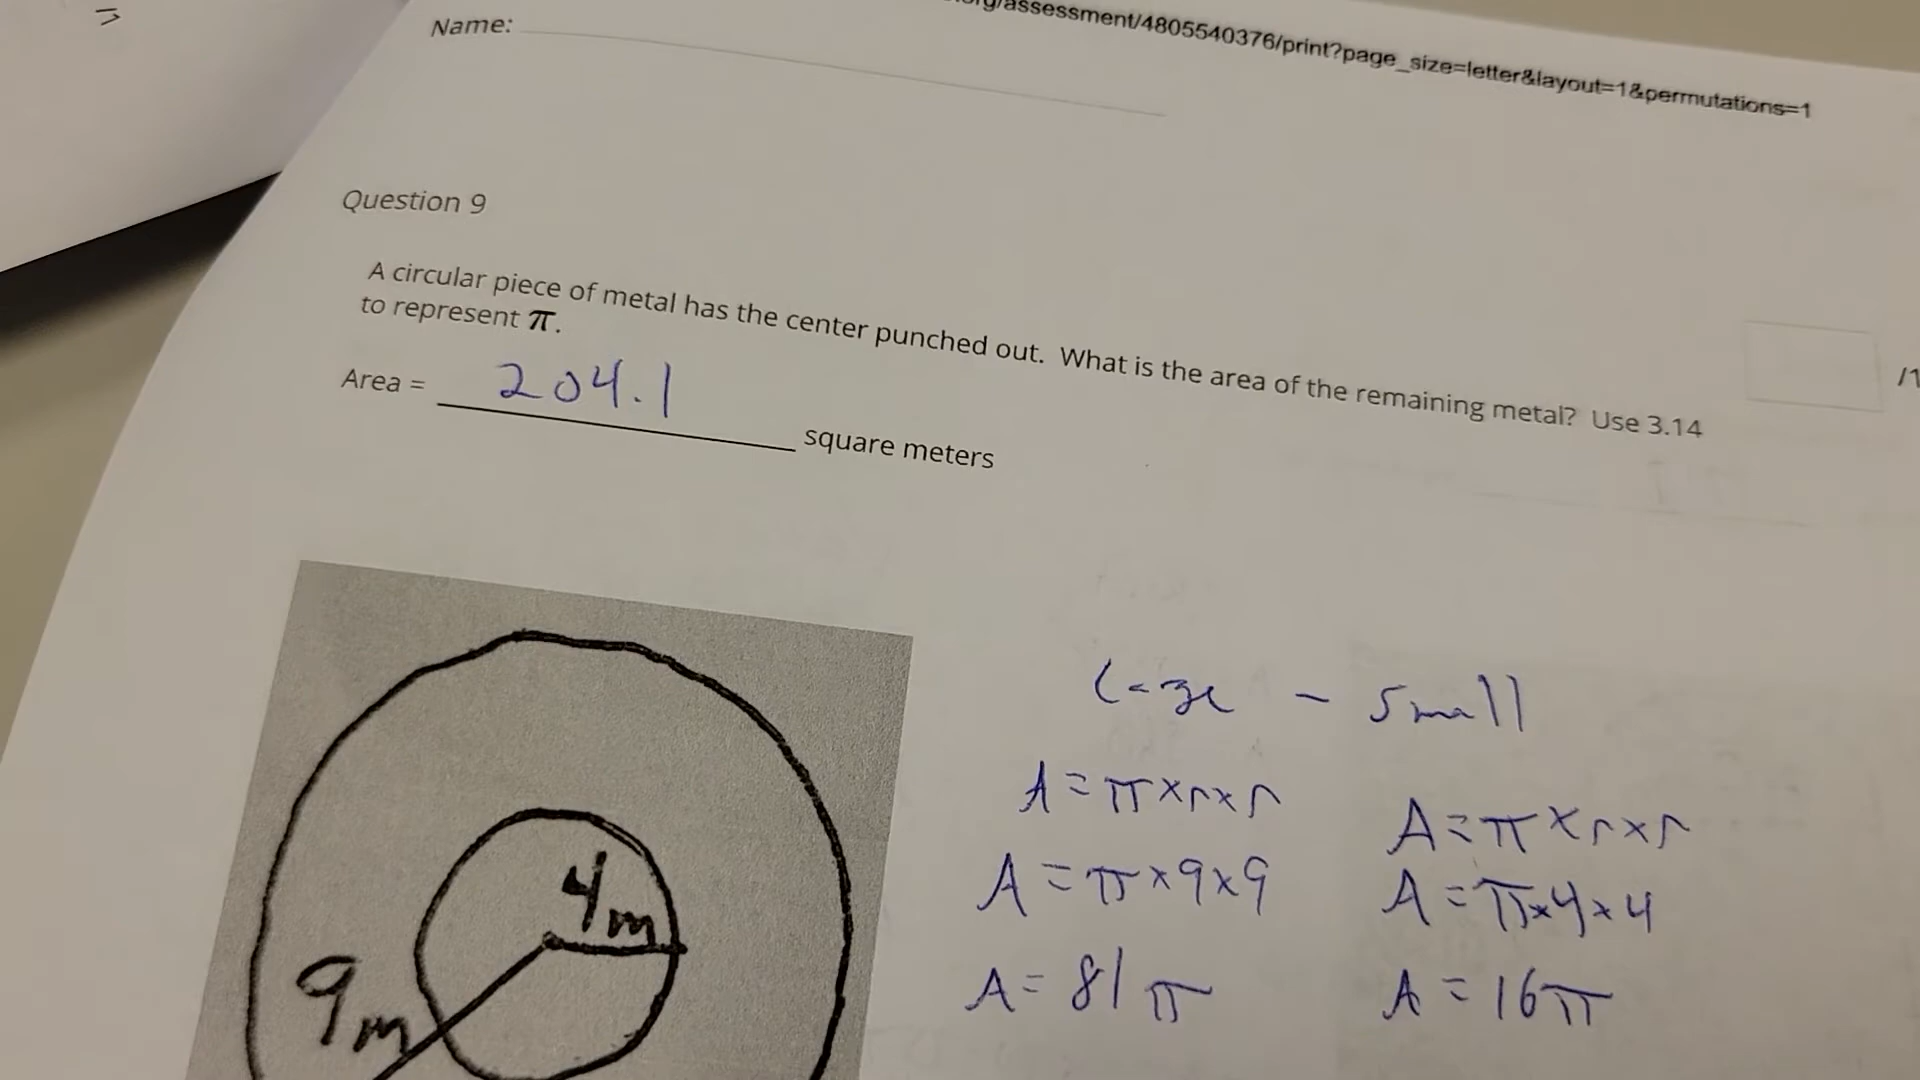 Name:
/assessment/4805540376/print?page_size=letter&layout=1&permutations=1
Question 9
A circular piece of metal has the center punched out. What is the area of the remaining metal? Use 3.14
to represent π.
/1
Area = 204.1 square meters
Large - Small
A = π×r×r
A = π×r×r
A = π×9×9
A = π×4×4
A = 81π
A = 16π
4m
9m